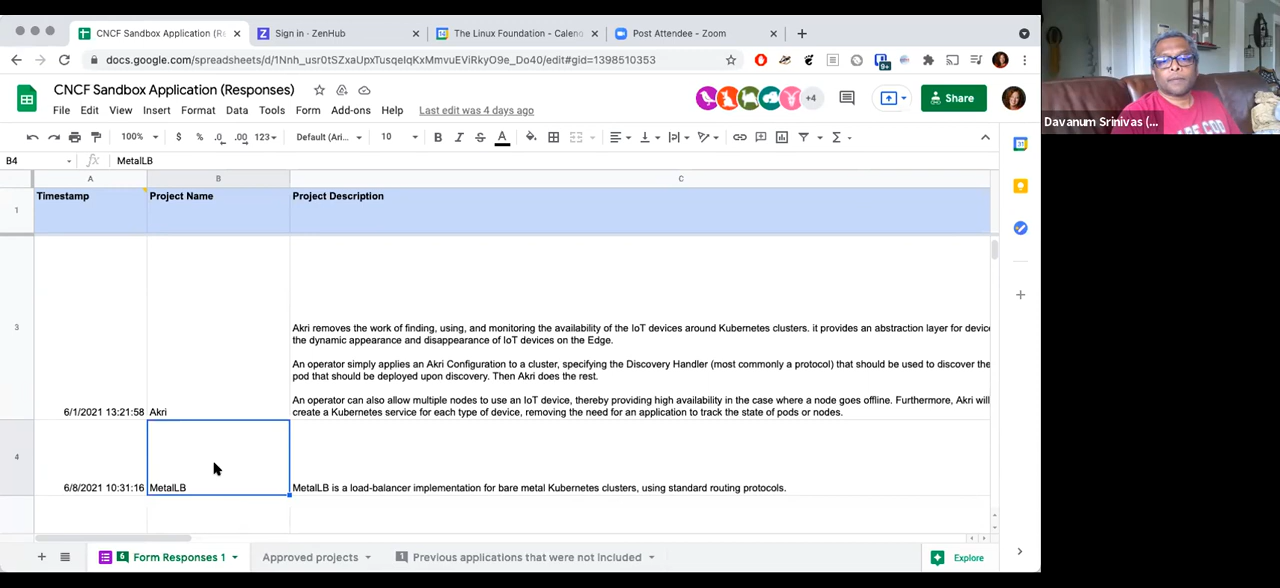 CNCF Sandbox Application (R
Sign in - ZenHub
The Linux Foundation - Calend
Post Attendee - Zoom
docs.google.com/spreadsheets/d/1Nnh_usr0tSZxaUpxTusqeIqKxMmvuEViRkyO9e_Do40/edit#gid=1398510353
9+
CNCF Sandbox Application (Responses)
+4
Share
File Edit View Insert Format Data Tools Form Add-ons Help Last edit was 4 days ago
100% $ % .0 .00 123 Default (Ari... 10 B I S A
B4 fx MetalLB
A B C
1 Timestamp Project Name Project Description
Akri removes the work of finding, using, and monitoring the availability of the IoT devices around Kubernetes clusters. it provides an abstraction layer for device
the dynamic appearance and disappearance of IoT devices on the Edge.
3
An operator simply applies an Akri Configuration to a cluster, specifying the Discovery Handler (most commonly a protocol) that should be used to discover the
pod that should be deployed upon discovery. Then Akri does the rest.
An operator can also allow multiple nodes to use an IoT device, thereby providing high availability in the case where a node goes offline. Furthermore, Akri will
6/1/2021 13:21:58 Akri create a Kubernetes service for each type of device, removing the need for an application to track the state of pods or nodes.
4
6/8/2021 10:31:16 MetalLB MetalLB is a load-balancer implementation for bare metal Kubernetes clusters, using standard routing protocols.
6 Form Responses 1 Approved projects 1 Previous applications that were not included Explore
Davanum Srinivas (...